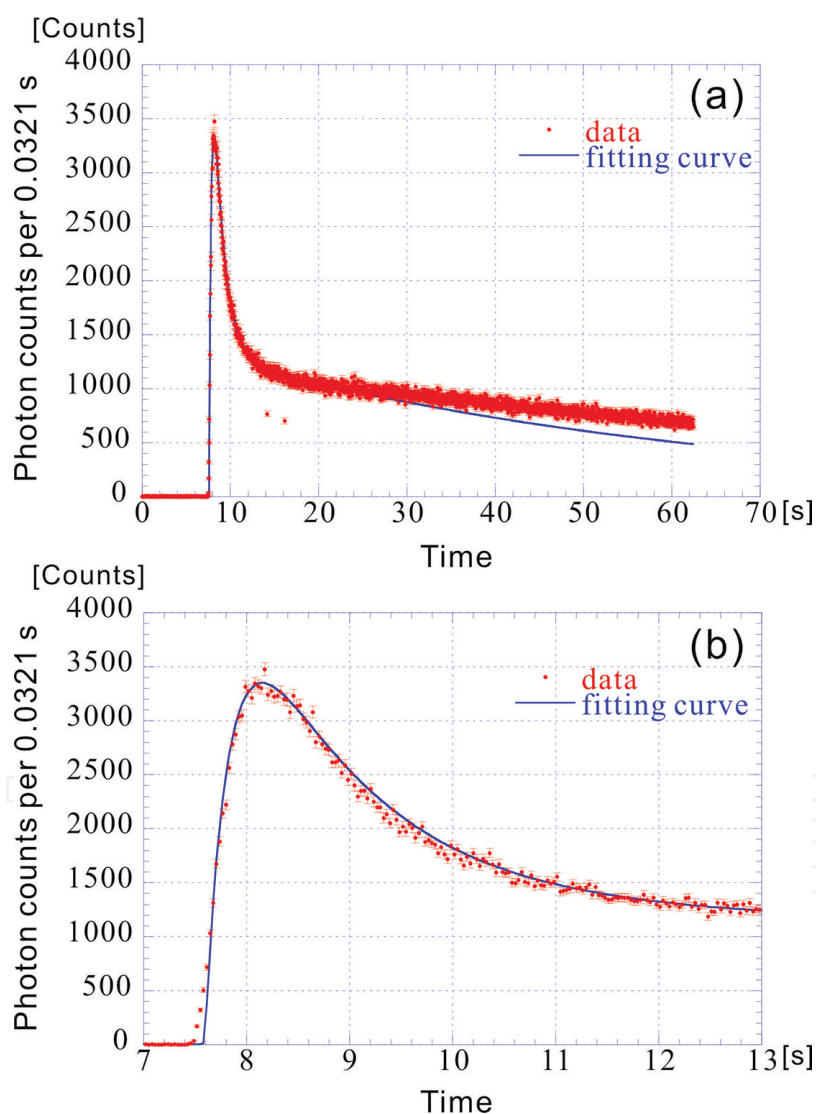 [Counts]
4000
3500
3000
2500
2000
1500
1000
500
0
Photon counts per 0.0321 s
(a)
data
fitting curve
0 10 20 30 40 50 60 70 [s]
Time
[Counts]
4000
3500
3000
2500
2000
1500
1000
500
0
Photon counts per 0.0321 s
(b)
data
fitting curve
7 8 9 10 11 12 13 [s]
Time